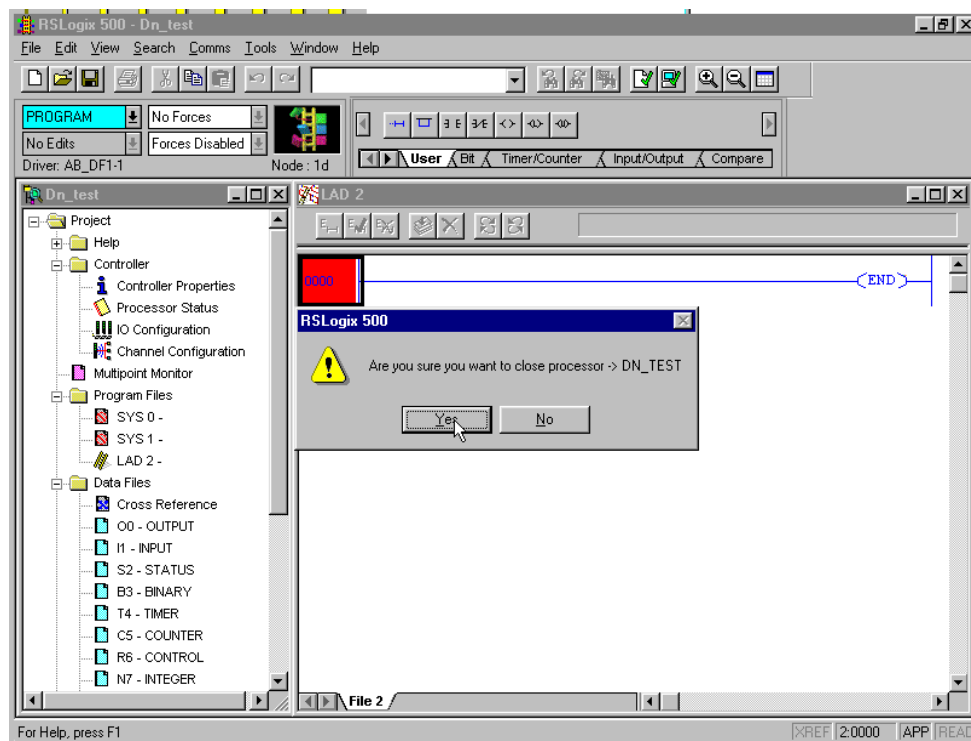 RSLogix 500 - Dn_test
File Edit View Search Comms Tools Window Help
PROGRAM No Forces
No Edits Forces Disabled
Driver: AB_DF1-1 Node : 1d
User Bit Timer/Counter Input/Output Compare
Dn_test
Project
Help
Controller
Controller Properties
Processor Status
IO Configuration
Channel Configuration
Multipoint Monitor
Program Files
SYS 0 -
SYS 1 -
LAD 2 -
Data Files
Cross Reference
O0 - OUTPUT
I1 - INPUT
S2 - STATUS
B3 - BINARY
T4 - TIMER
C5 - COUNTER
R6 - CONTROL
N7 - INTEGER
LAD 2
0000
END
RSLogix 500
Are you sure you want to close processor -> DN_TEST
Yes No
File 2
For Help, press F1
XREF 2:0000 APP READ